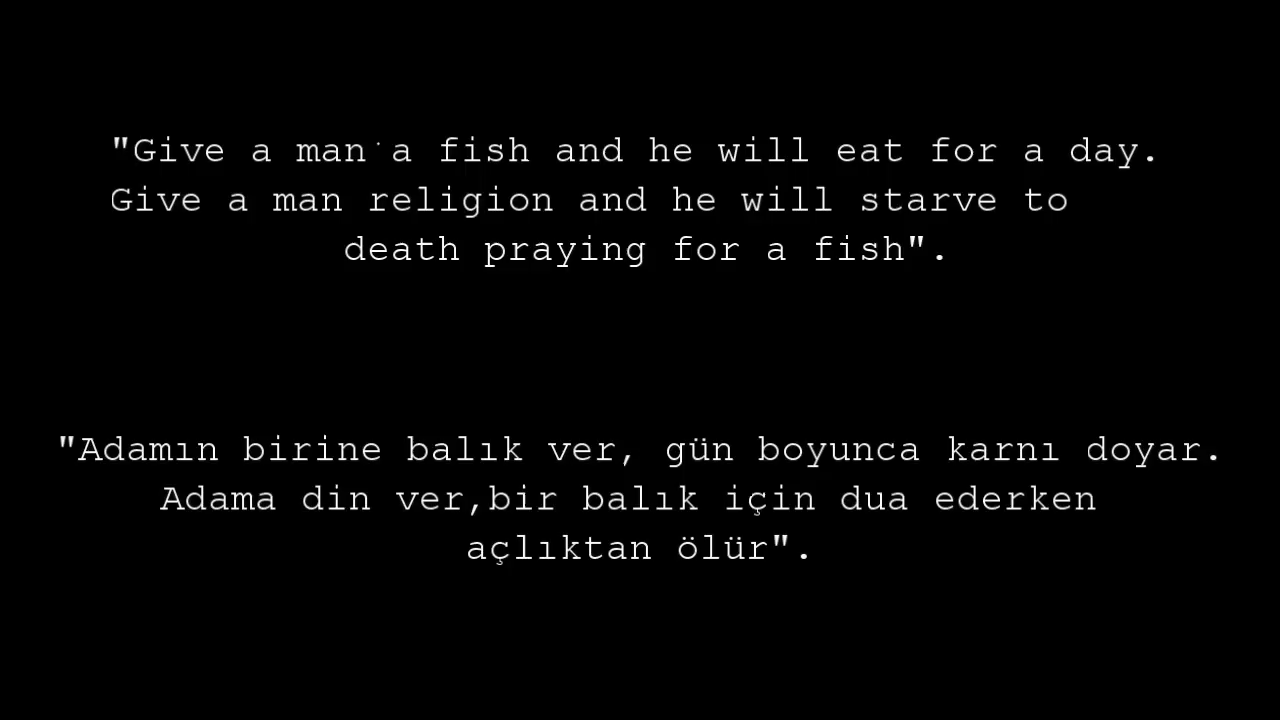 "Give a man a fish and he will eat for a day.
Give a man religion and he will starve to
death praying for a fish".
"Adamın birine balık ver, gün boyunca karnı doyar.
Adama din ver,bir balık için dua ederken
açlıktan ölür".